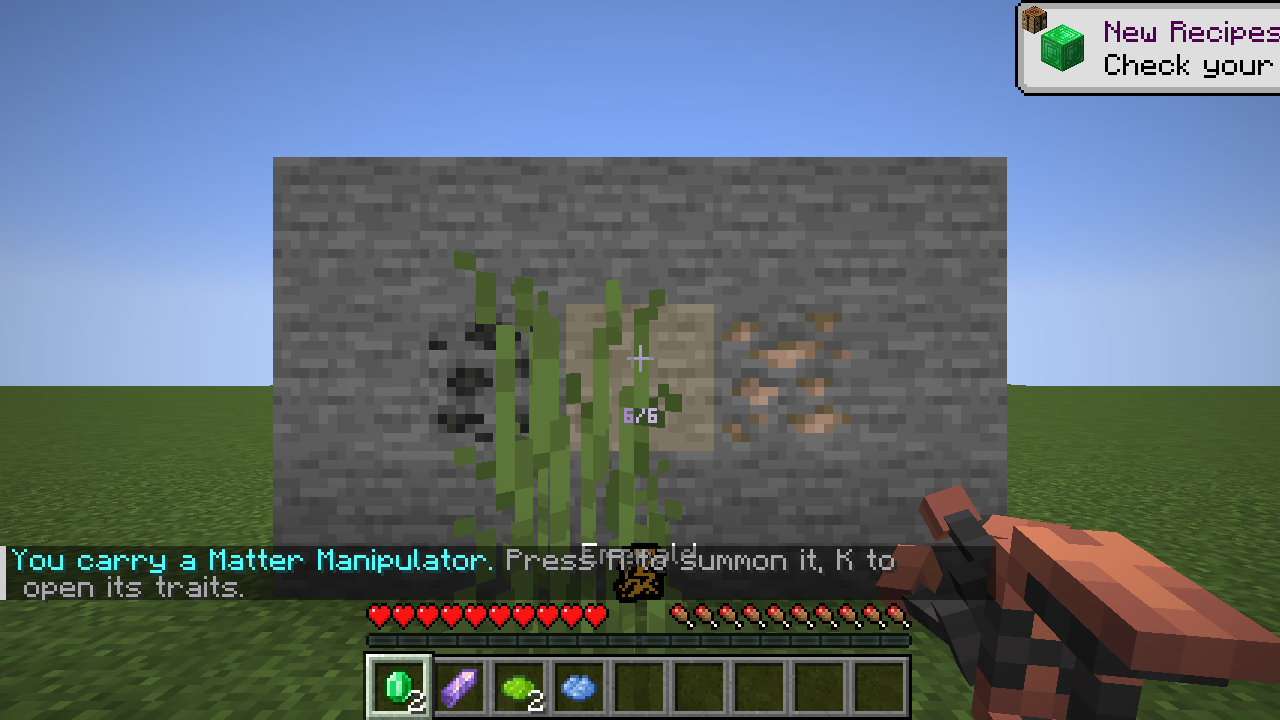 New Recipes
Check your
6/6
Emerald
You carry a Matter Manipulator. Press R to summon it, K to
open its traits.
2
2